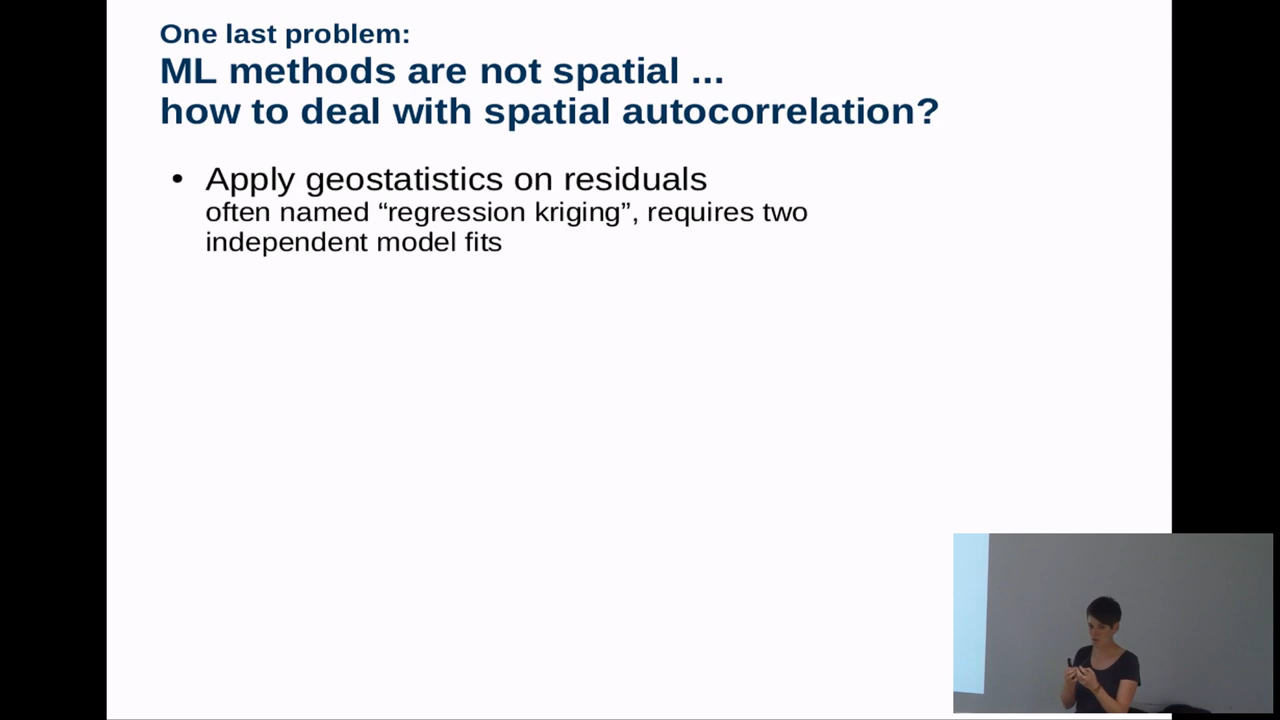 One last problem:
ML methods are not spatial ...
how to deal with spatial autocorrelation?
• Apply geostatistics on residuals
often named “regression kriging”, requires two
independent model fits